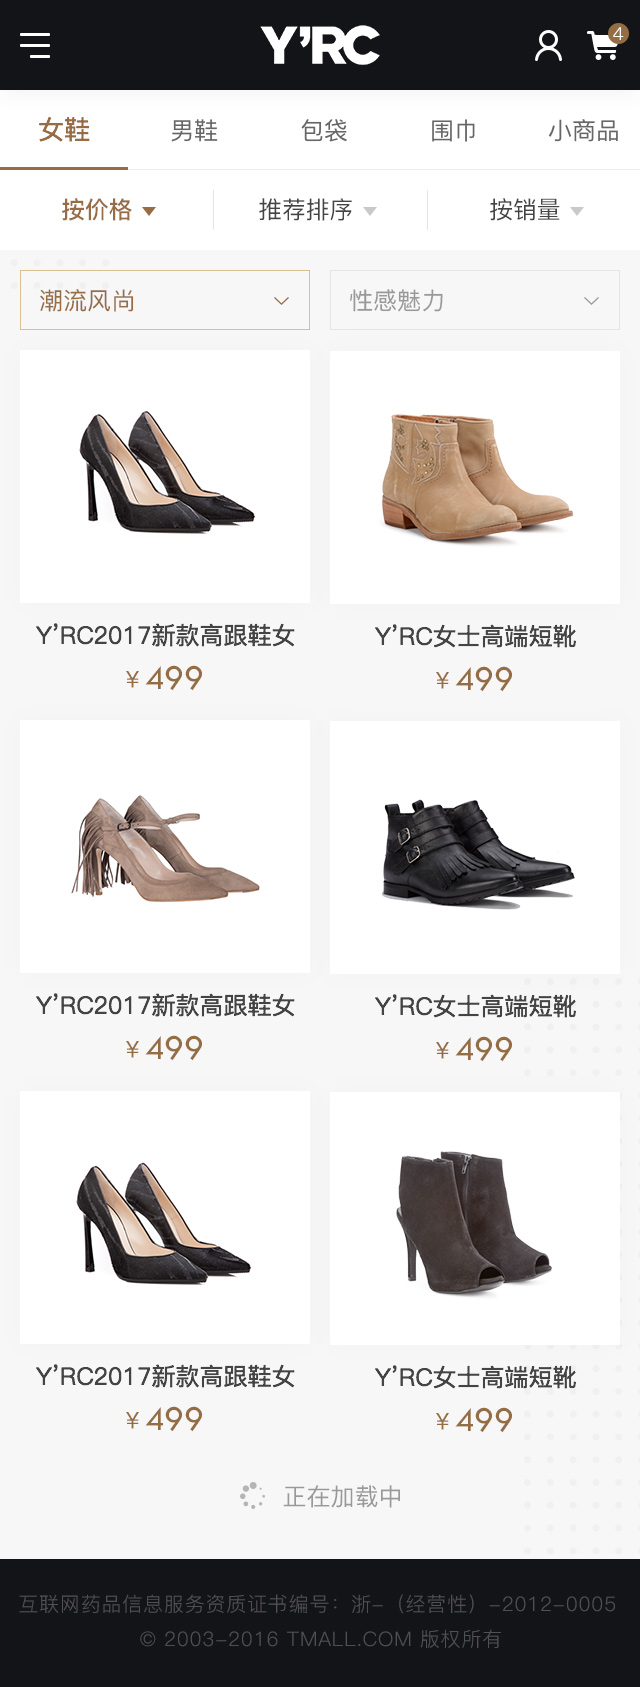 Y'RC
4
女鞋 男鞋 包袋 围巾 小商品
按价格 推荐排序 按销量
潮流风尚 性感魅力
Y’RC2017新款高跟鞋女 Y’RC女士高端短靴
¥ 499 ¥ 499
Y’RC2017新款高跟鞋女 Y’RC女士高端短靴
¥ 499 ¥ 499
Y’RC2017新款高跟鞋女 Y’RC女士高端短靴
¥ 499 ¥ 499
正在加载中
互联网药品信息服务资质证书编号：浙-（经营性）-2012-0005
© 2003-2016 TMALL.COM 版权所有